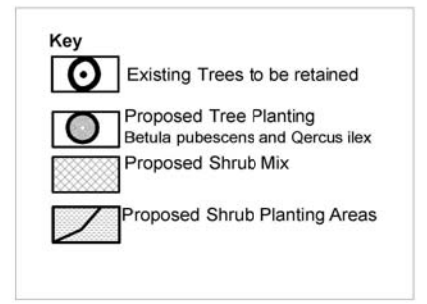 Key
Existing Trees to be retained
Proposed Tree Planting
Betula pubescens and Qercus ilex
Proposed Shrub Mix
Proposed Shrub Planting Areas